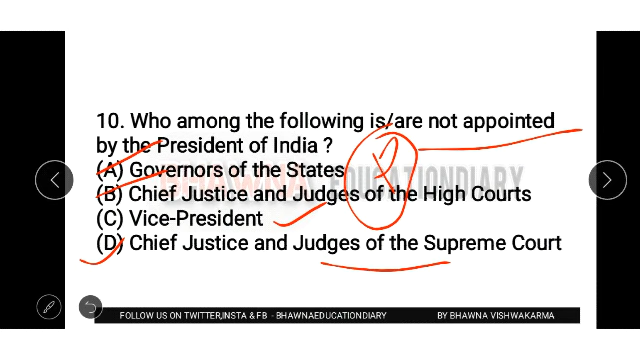 10. Who among the following is/are not appointed
by the President of India ?
(A) Governors of the States
(B) Chief Justice and Judges of the High Courts
(C) Vice-President
(D) Chief Justice and Judges of the Supreme Court
BHAWNA EDUCATIONDIARY
FOLLOW US ON TWITTER,INSTA & FB - BHAWNAEDUCATIONDIARY
BY BHAWNA VISHWAKARMA